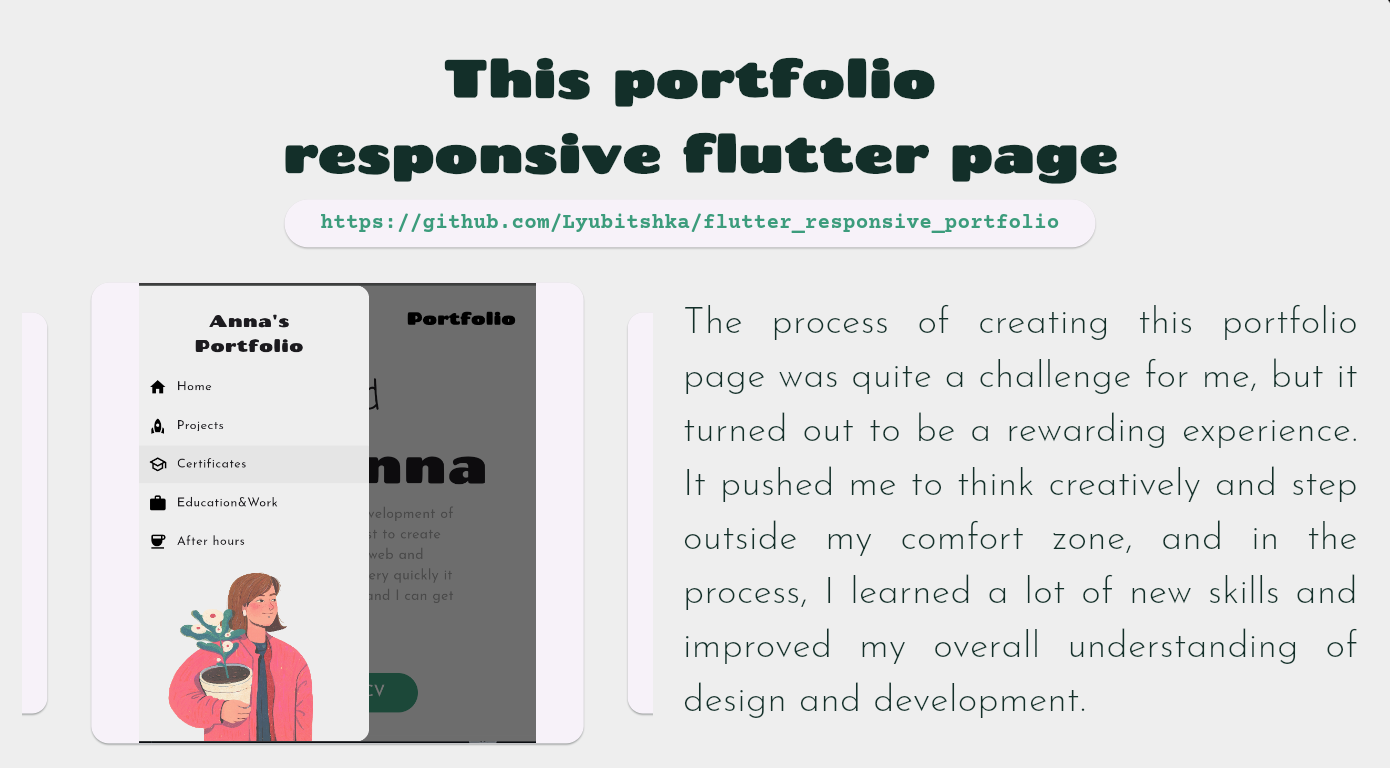 This portfolio
responsive flutter page
https://github.com/Lyubitshka/flutter_responsive_portfolio
Anna's
Portfolio
Home
Projects
Certificates
Education&Work
After hours
Portfolio
d
nna
velopment of
st to create
web and
ery quickly it
and I can get
CV
The process of creating this portfolio
page was quite a challenge for me, but it
turned out to be a rewarding experience.
It pushed me to think creatively and step
outside my comfort zone, and in the
process, I learned a lot of new skills and
improved my overall understanding of
design and development.